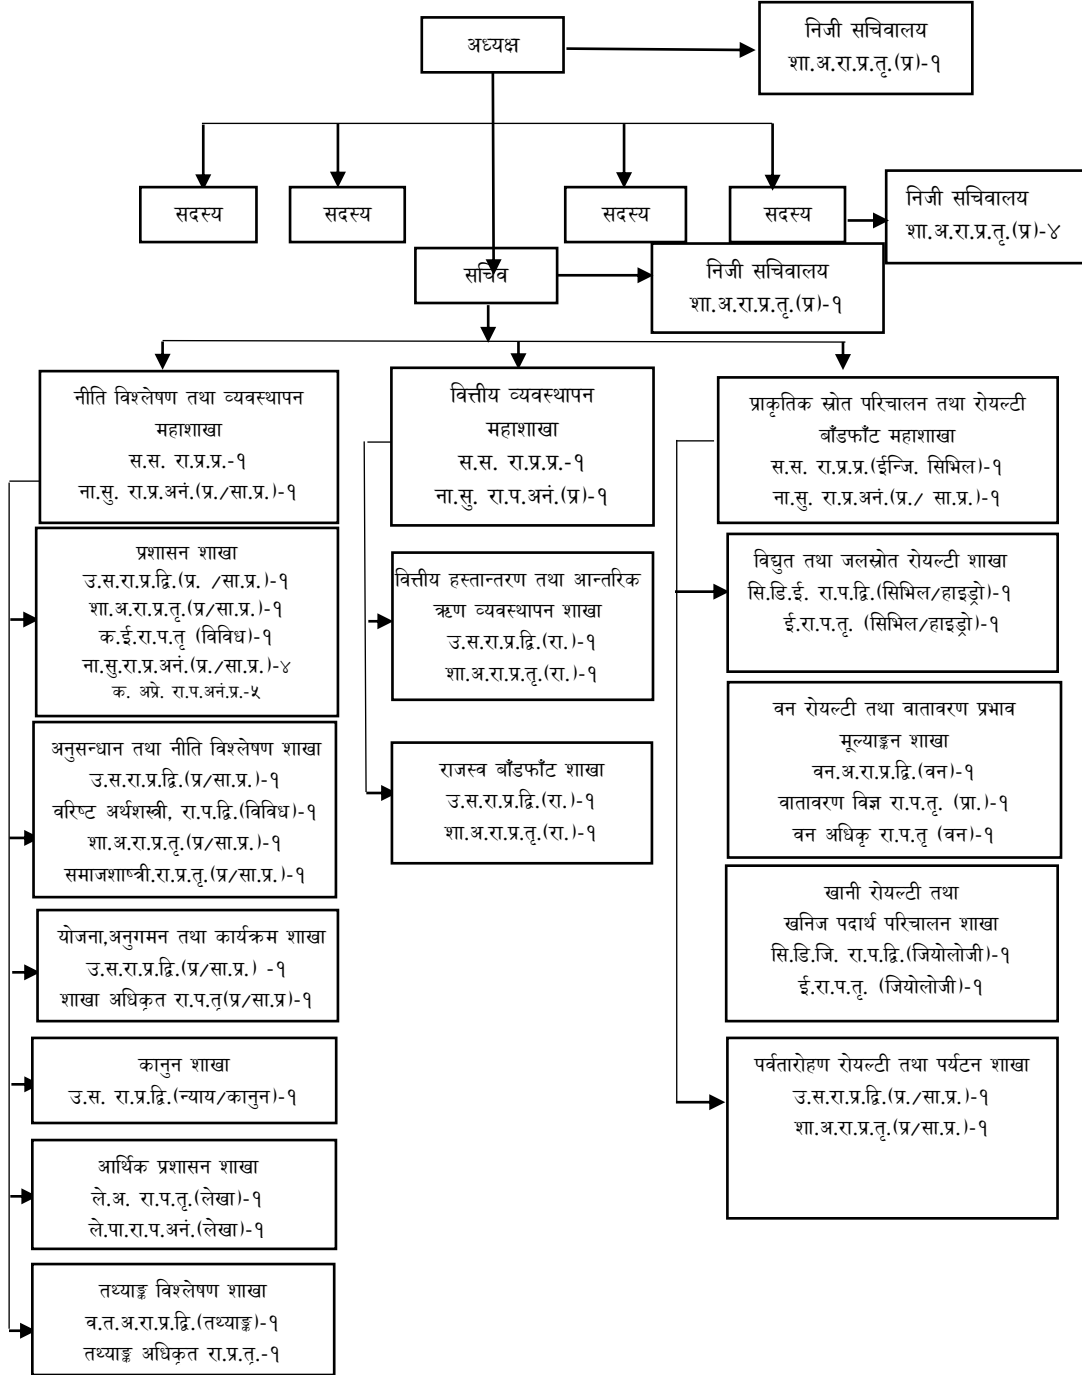 अध्यक्ष
निजी सचिवालय
शा.अ.रा.प्र.तृ.(प्र)-१
सदस्य
सदस्य
सदस्य
सदस्य
निजी सचिवालय
शा.अ.रा.प्र.तृ.(प्र)-४
सचिव
निजी सचिवालय
शा.अ.रा.प्र.तृ.(प्र)-१
नीति विश्लेषण तथा व्यवस्थापन
महाशाखा
स.स. रा.प्र.प्र.-१
ना.सु. रा.प्र.अनं.(प्र./सा.प्र.)-१
प्रशासन शाखा
उ.स.रा.प्र.द्वि.(प्र. /सा.प्र.)-१
शा.अ.रा.प्र.तृ.(प्र/सा.प्र.)-१
क.ई.रा.प.तृ (विविध)-१
ना.सु.रा.प्र.अनं.(प्र./सा.प्र.)-४
क. अप्रे. रा.प.अनं.प्र.-५
अनुसन्धान तथा नीति विश्लेषण शाखा
उ.स.रा.प्र.द्वि.(प्र/सा.प्र.)-१
वरिष्ट अर्थशस्त्री, रा.प.द्वि.(विविध)-१
शा.अ.रा.प्र.तृ.(प्र/सा.प्र.)-१
समाजशाष्त्री.रा.प्र.तृ.(प्र/सा.प्र.)-१
योजना,अनुगमन तथा कार्यक्रम शाखा
उ.स.रा.प्र.द्वि.(प्र/सा.प्र.) -१
शाखा अधिकृत रा.प.तृ(प्र/सा.प्र)-१
कानुन शाखा
उ.स. रा.प्र.द्वि.(न्याय/कानुन)-१
आर्थिक प्रशासन शाखा
ले.अ. रा.प.तृ.(लेखा)-१
ले.पा.रा.प.अनं.(लेखा)-१
तथ्याङ्क विश्लेषण शाखा
व.त.अ.रा.प्र.द्वि.(तथ्याङ्क)-१
तथ्याङ्क अधिकृत रा.प्र.तृ.-१
वित्तीय व्यवस्थापन
महाशाखा
स.स. रा.प्र.प्र.-१
ना.सु. रा.प.अनं.(प्र)-१
वित्तीय हस्तान्तरण तथा आन्तरिक
ऋण व्यवस्थापन शाखा
उ.स.रा.प्र.द्वि.(रा.)-१
शा.अ.रा.प्र.तृ.(रा.)-१
राजस्व बाँडफाँट शाखा
उ.स.रा.प्र.द्वि.(रा.)-१
शा.अ.रा.प्र.तृ.(रा.)-१
प्राकृतिक स्रोत परिचालन तथा रोयल्टी
बाँडफाँट महाशाखा
स.स. रा.प्र.प्र.(ईन्जि. सिभिल)-१
ना.सु. रा.प्र.अनं.(प्र./ सा.प्र.)-१
विद्युत तथा जलस्रोत रोयल्टी शाखा
सि.डि.ई. रा.प.द्वि.(सिभिल/हाइड्रो)-१
ई.रा.प.तृ. (सिभिल/हाइड्रो)-१
वन रोयल्टी तथा वातावरण प्रभाव
मूल्याङ्कन शाखा
वन.अ.रा.प्र.द्वि.(वन)-१
वातावरण विज्ञ रा.प.तृ. (प्रा.)-१
वन अधिकृ रा.प.तृ (वन)-१
खानी रोयल्टी तथा
खनिज पदार्थ परिचालन शाखा
सि.डि.जि. रा.प.द्वि.(जियोलोजी)-१
ई.रा.प.तृ. (जियोलोजी)-१
पर्वतारोहण रोयल्टी तथा पर्यटन शाखा
उ.स.रा.प्र.द्वि.(प्र./सा.प्र.)-१
शा.अ.रा.प्र.तृ.(प्र/सा.प्र.)-१